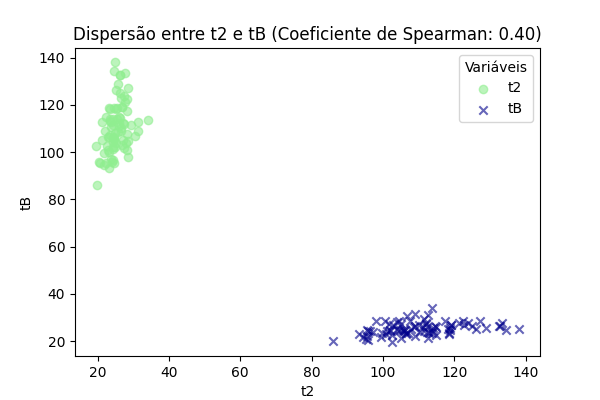 Dispersão entre t2 e tB (Coeficiente de Spearman: 0.40)
Variáveis
t2
tB
tB
140
120
100
80
60
40
20
20 40 60 80 100 120 140
t2